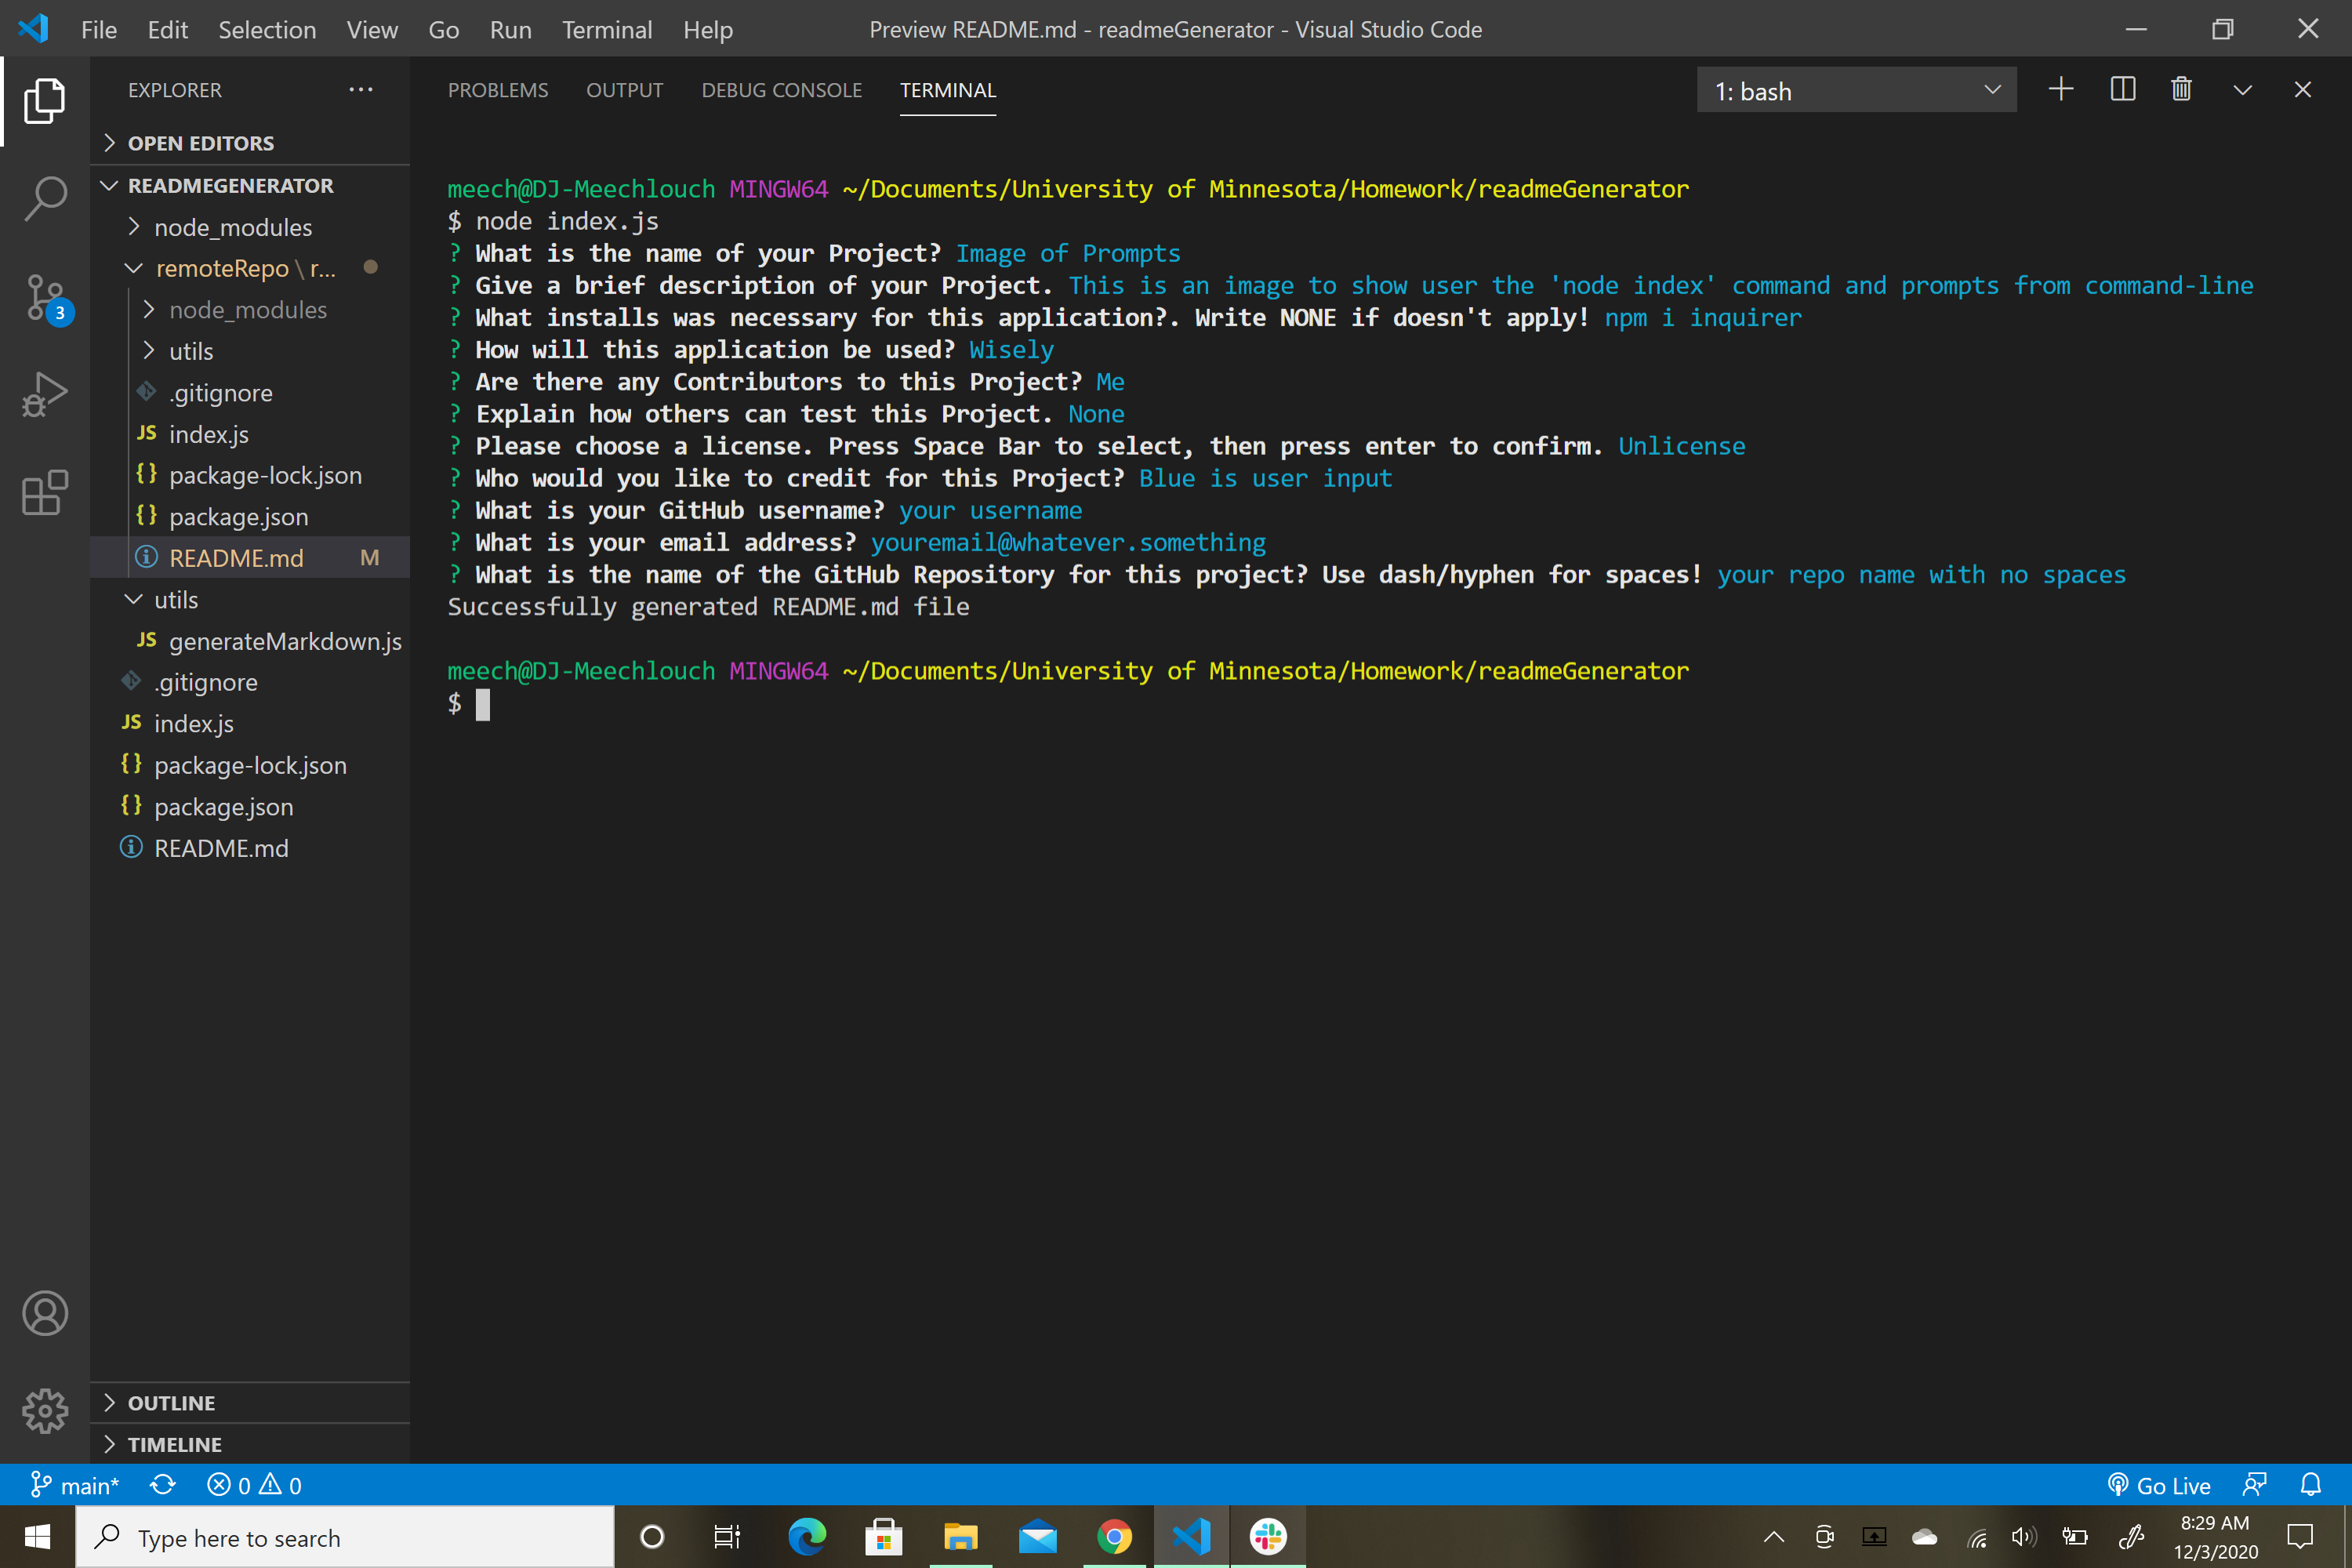 File Edit Selection View Go Run Terminal Help Preview README.md - readmeGenerator - Visual Studio Code
EXPLORER ...
OPEN EDITORS
READMEGENERATOR
node_modules
remoteRepo \ r...
node_modules
utils
.gitignore
JS index.js
{} package-lock.json
{} package.json
README.md M
utils
JS generateMarkdown.js
.gitignore
JS index.js
{} package-lock.json
{} package.json
README.md
OUTLINE
TIMELINE
3
PROBLEMS OUTPUT DEBUG CONSOLE TERMINAL 1: bash
meech@DJ-Meechlouch MINGW64 ~/Documents/University of Minnesota/Homework/readmeGenerator
$ node index.js
? What is the name of your Project? Image of Prompts
? Give a brief description of your Project. This is an image to show user the 'node index' command and prompts from command-line
? What installs was necessary for this application?. Write NONE if doesn't apply! npm i inquirer
? How will this application be used? Wisely
? Are there any Contributors to this Project? Me
? Explain how others can test this Project. None
? Please choose a license. Press Space Bar to select, then press enter to confirm. Unlicense
? Who would you like to credit for this Project? Blue is user input
? What is your GitHub username? your username
? What is your email address? youremail@whatever.something
? What is the name of the GitHub Repository for this project? Use dash/hyphen for spaces! your repo name with no spaces
Successfully generated README.md file
meech@DJ-Meechlouch MINGW64 ~/Documents/University of Minnesota/Homework/readmeGenerator
$
main* 0 0 Go Live
Type here to search
8:29 AM
12/3/2020